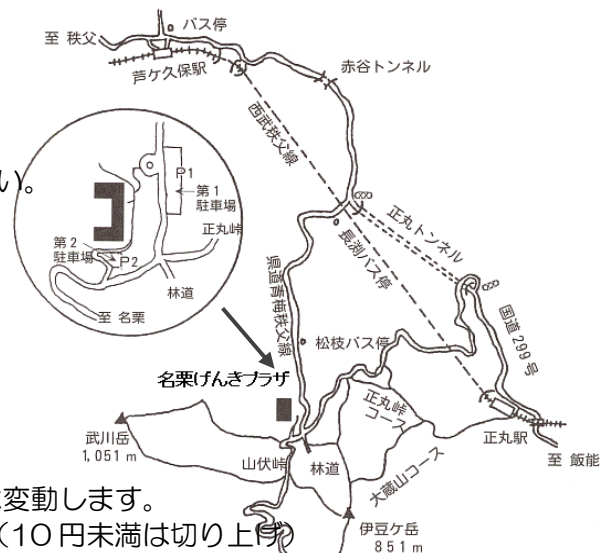 バス停
至 秩父
芦ケ久保駅
赤谷トンネル
西武秩父線
い。
P1
第1
駐車場
正丸峠
第2
駐車場
P2
林道
至 名栗
正丸トンネル
長渕バス停
県道青梅秩父線
国道299号
松枝バス停
名栗げんきプラザ
正丸峠
コース
正丸駅
武川岳
1,051m
至 飯能
山伏峠
林道
大蔵山コース
変動します。
(10円未満は切り上げ)
伊豆ケ岳
851m